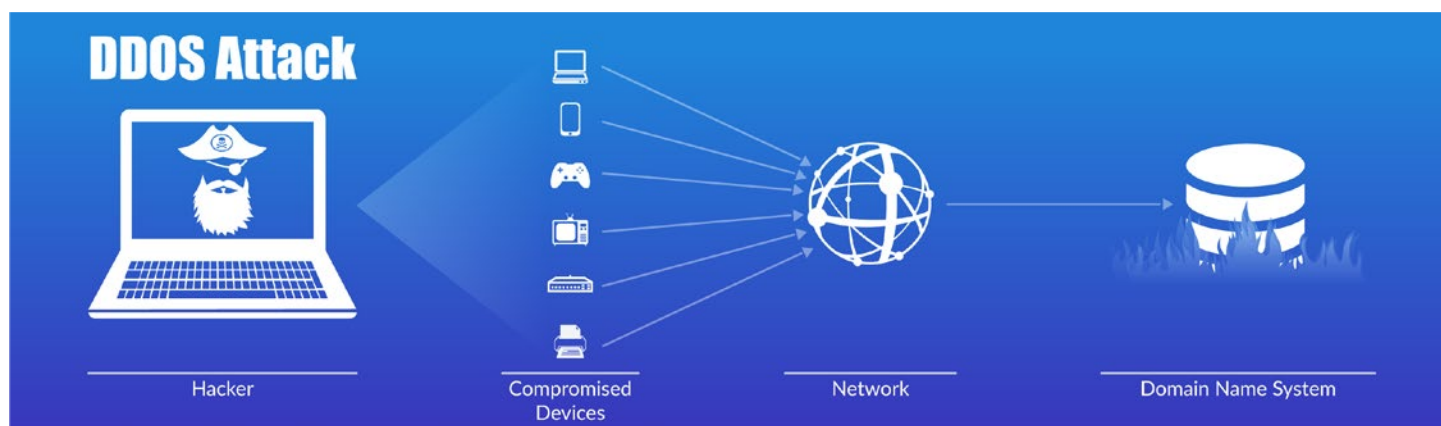 DDOS Attack
Hacker
Compromised
Devices
Network
Domain Name System